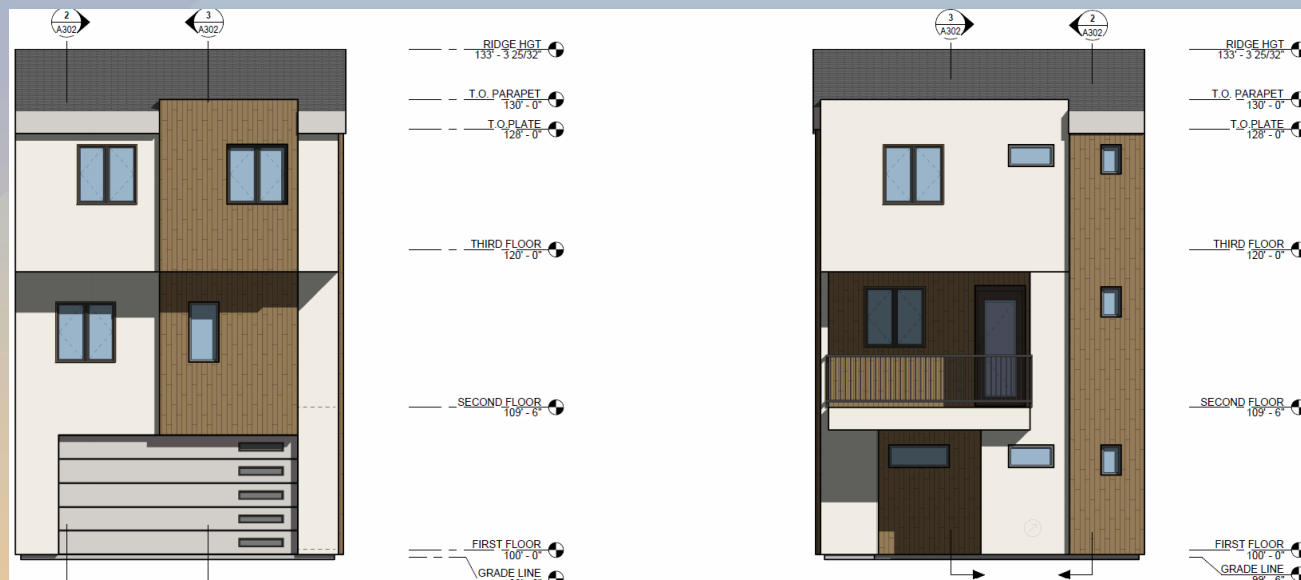 2
A302
3
A302
RIDGE HGT
133' - 3 25/32"
T.O. PARAPET
130' - 0"
T.O.PLATE
128' - 0"
THIRD FLOOR
120' - 0"
SECOND FLOOR
109' - 6"
FIRST FLOOR
100' - 0"
GRADE LINE
3
A302
2
A302
RIDGE HGT
133' - 3 25/32"
T.O. PARAPET
130' - 0"
T.O.PLATE
128' - 0"
THIRD FLOOR
120' - 0"
SECOND FLOOR
109' - 6"
FIRST FLOOR
100' - 0"
GRADE LINE